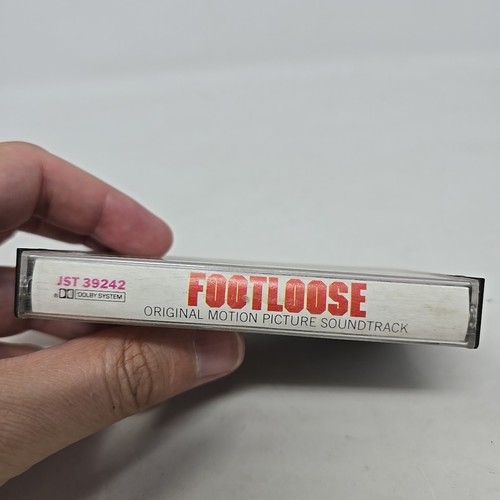 JST 39242
DOLBY SYSTEM
FOOTLOOSE
ORIGINAL MOTION PICTURE SOUNDTRACK